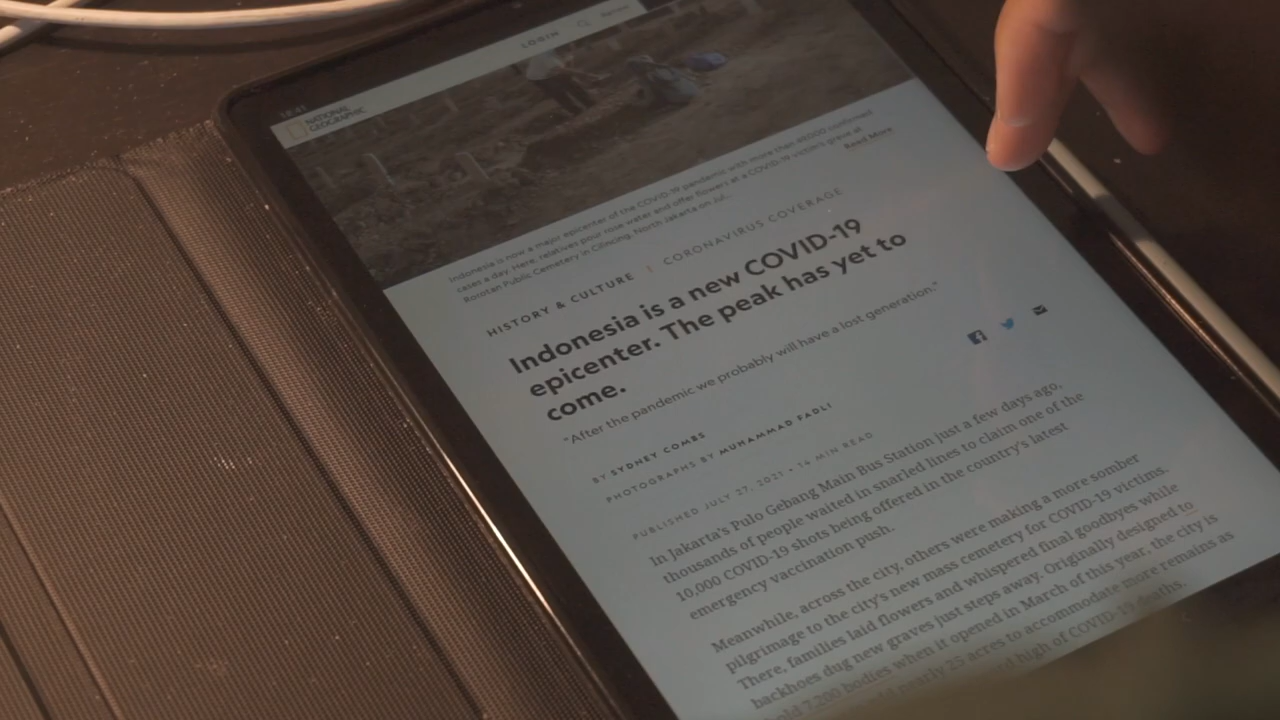 LOGIN
NATIONAL
GEOGRAPHIC
Indonesia is now a major epicenter of the COVID-19 pandemic with more than 49,000 confirmed
cases a day. Here, relatives pour rose water and offer flowers at a COVID-19 victim's grave at
Rorotan Public Cemetery in Cilincing, North Jakarta on Jul...
Read More
HISTORY & CULTURE | CORONAVIRUS COVERAGE
Indonesia is a new COVID-19
epicenter. The peak has yet to
come.
“After the pandemic we probably will have a lost generation.”
BY SYDNEY COMBS
PHOTOGRAPHS BY MUHAMMAD FADLI
PUBLISHED JULY 27, 2021 • 14 MIN READ
In Jakarta's Pulo Gebang Main Bus Station just a few days ago,
thousands of people waited in snarled lines to claim one of the
10,000 COVID-19 shots being offered in the country's latest
emergency vaccination push.
Meanwhile, across the city, others were making a more somber
pilgrimage to the city's new mass cemetery for COVID-19 victims.
There, families laid flowers and whispered final goodbyes while
backhoes dug new graves just steps away. Originally designed to
hold 7,200 bodies when it opened in March of this year, the city is
nearly 25 acres to accommodate more remains as
high of COVID-19 deaths.